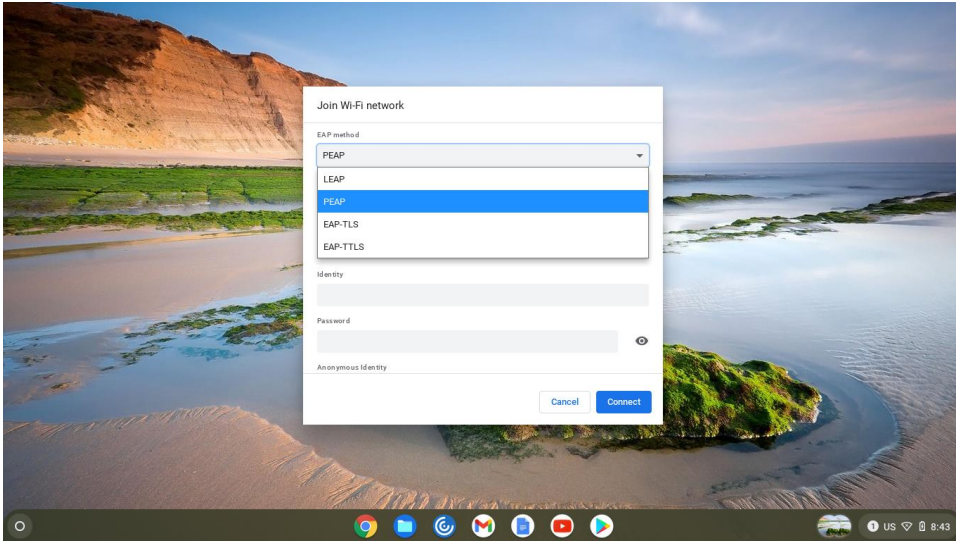 Join Wi-Fi network
EAP method
PEAP
LEAP
PEAP
EAP-TLS
EAP-TTLS
Identity
Password
Anonymous Identity
Cancel
Connect
1 US 8:43